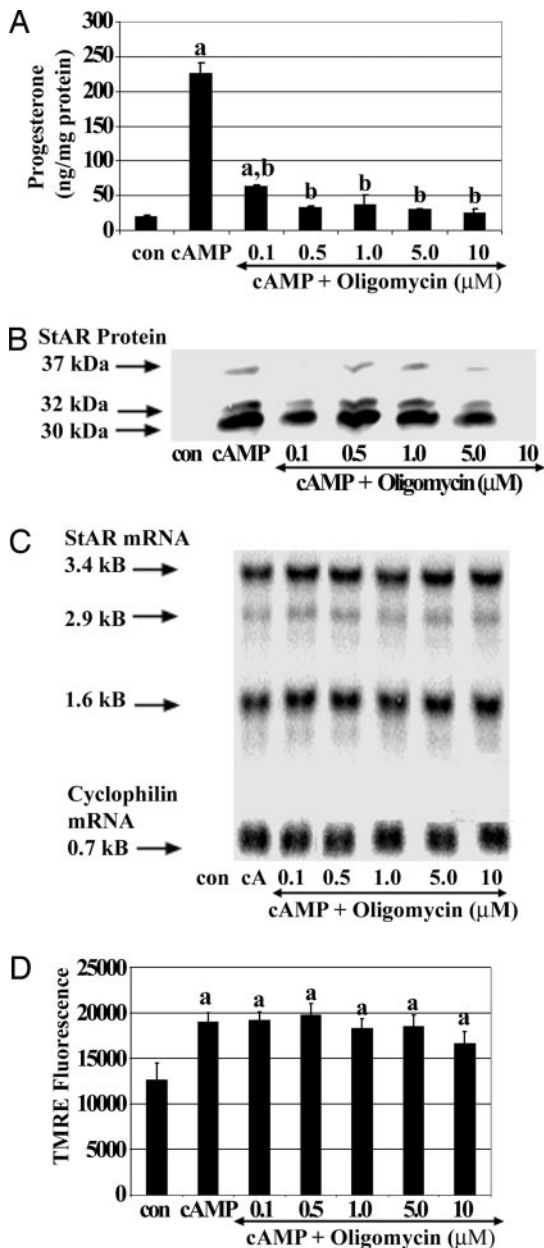 A
Progesterone
(ng/mg protein)
300
250
200
150
100
50
0
a
a,b
b
b
b
b
con cAMP 0.1 0.5 1.0 5.0 10
cAMP + Oligomycin (µM)
B
StAR Protein
37 kDa
32 kDa
30 kDa
con cAMP 0.1 0.5 1.0 5.0 10
cAMP + Oligomycin (µM)
C
StAR mRNA
3.4 kB
2.9 kB
1.6 kB
Cyclophilin
mRNA
0.7 kB
con cA 0.1 0.5 1.0 5.0 10
cAMP + Oligomycin (µM)
D
TMRE Fluorescence
25000
20000
15000
10000
5000
0
a
a
a
a
a
a
con cAMP 0.1 0.5 1.0 5.0 10
cAMP + Oligomycin (µM)